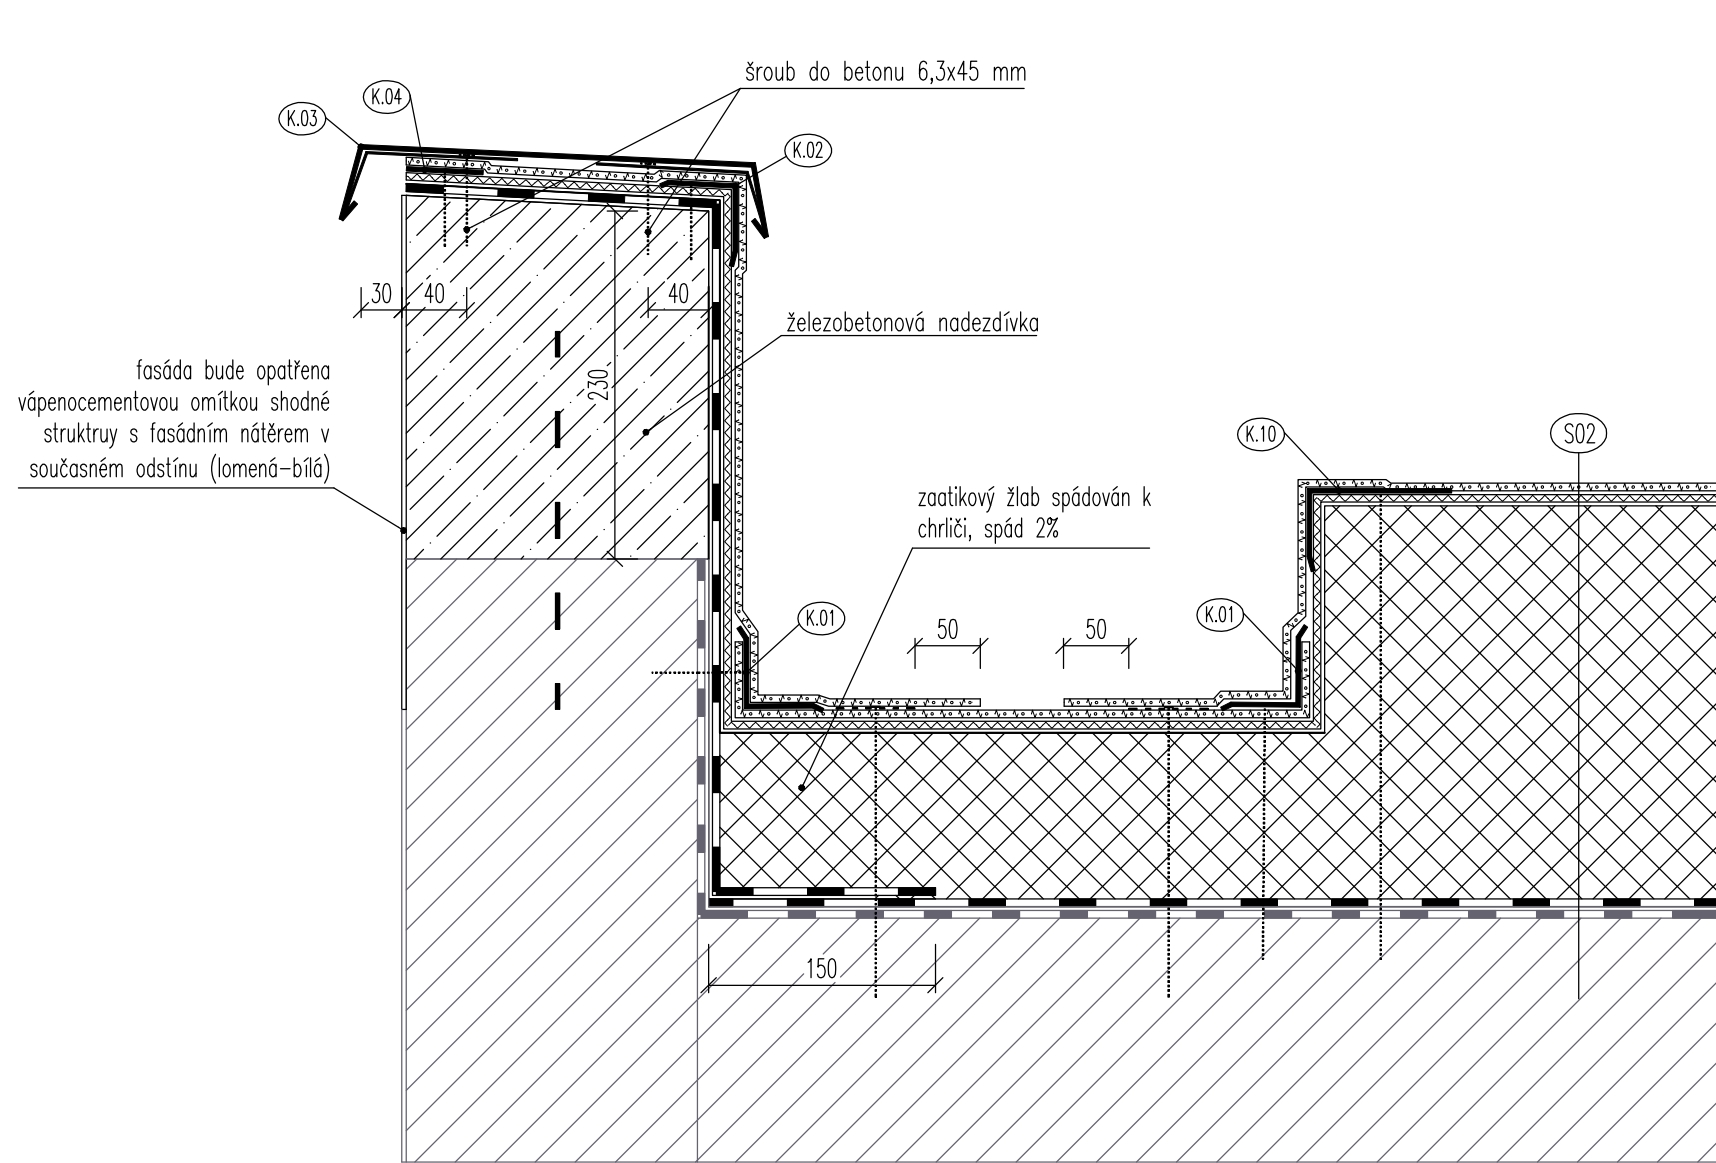 šroub do betonu 6,3x45 mm
K.04
K.03
K.02
30
40
40
železobetonová nadezdívka
230
fasáda bude opatřena
vápenocementovou omítkou shodné
struktruy s fasádním nátěrem v
současném odstínu (lomená-bílá)
K.10
S02
zaatikový žlab spádován k
chrliči, spád 2%
K.01
50
50
K.01
150